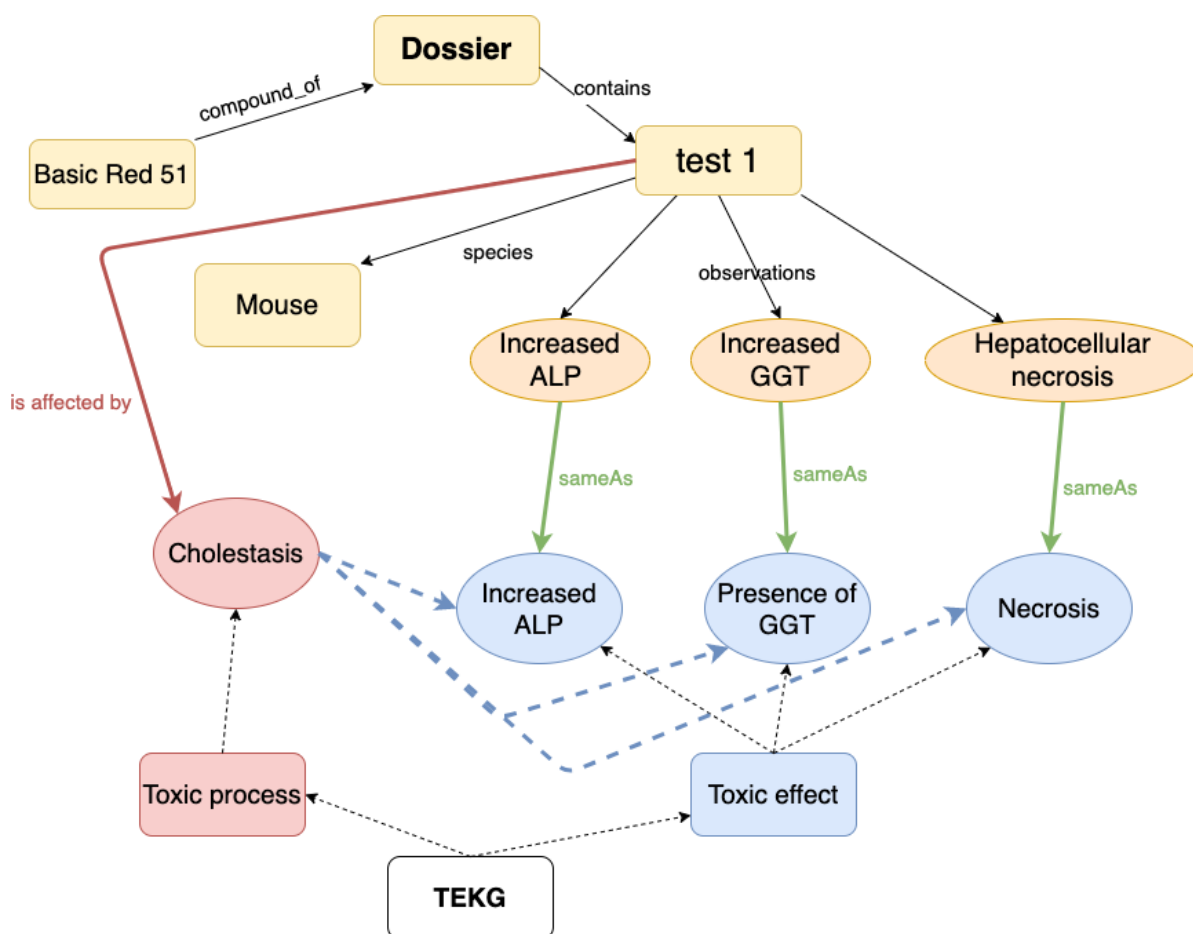 Dossier
compound_of
contains
Basic Red 51
test 1
species
observations
Mouse
Increased
ALP
Increased
GGT
Hepatocellular
necrosis
is affected by
sameAs
sameAs
sameAs
Cholestasis
Increased
ALP
Presence of
GGT
Necrosis
Toxic process
Toxic effect
TEKG